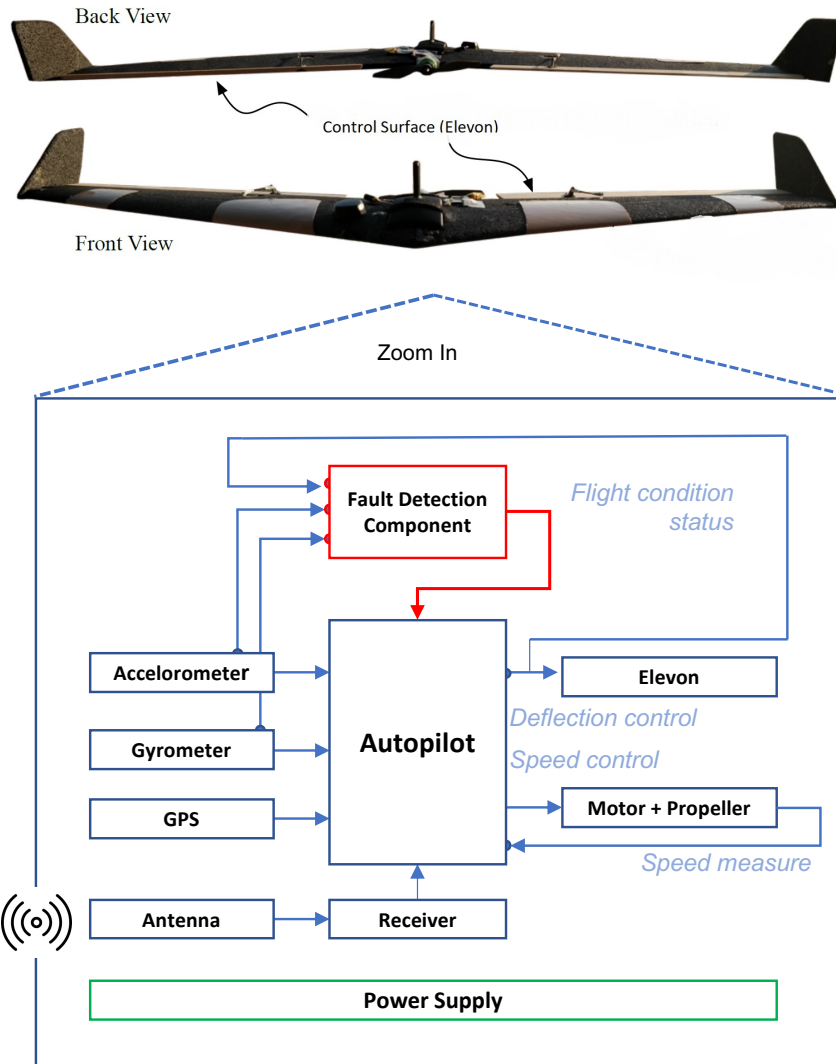 Back View
Control Surface (Elevon)
Front View
Zoom In
Fault Detection
Component
Flight condition
status
Accelorometer
Elevon
Autopilot
Deflection control
Gyrometer
Speed control
GPS
Motor + Propeller
Speed measure
Antenna
Receiver
Power Supply